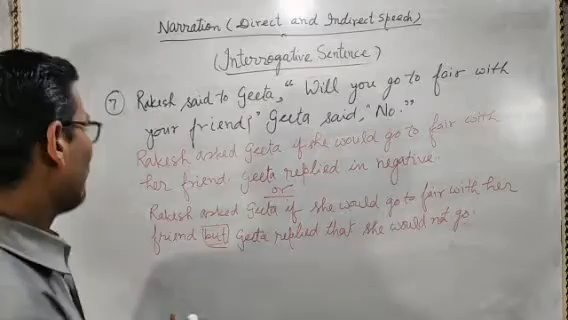 Narration (Direct and Indirect Speech)
(Interrogative Sentence)
7 Rakesh said to Geeta, "Will you go to fair with
your friend?" Geeta said, "No."
Rakesh asked Geeta if she would go to fair with
her friend. Geeta replied in negative.
or
Rakesh asked Geeta if she would go to fair with her
friend but Geeta replied that she would not go.